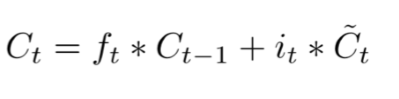 C_t = f_t * C_{t-1} + i_t * \tilde{C}_t